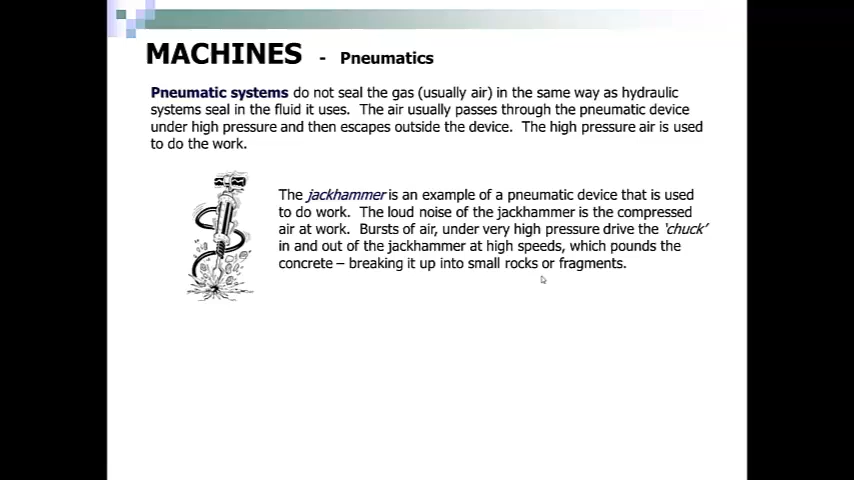 MACHINES - Pneumatics
Pneumatic systems do not seal the gas (usually air) in the same way as hydraulic
systems seal in the fluid it uses. The air usually passes through the pneumatic device
under high pressure and then escapes outside the device. The high pressure air is used
to do the work.
The jackhammer is an example of a pneumatic device that is used
to do work. The loud noise of the jackhammer is the compressed
air at work. Bursts of air, under very high pressure drive the ‘chuck’
in and out of the jackhammer at high speeds, which pounds the
concrete – breaking it up into small rocks or fragments.